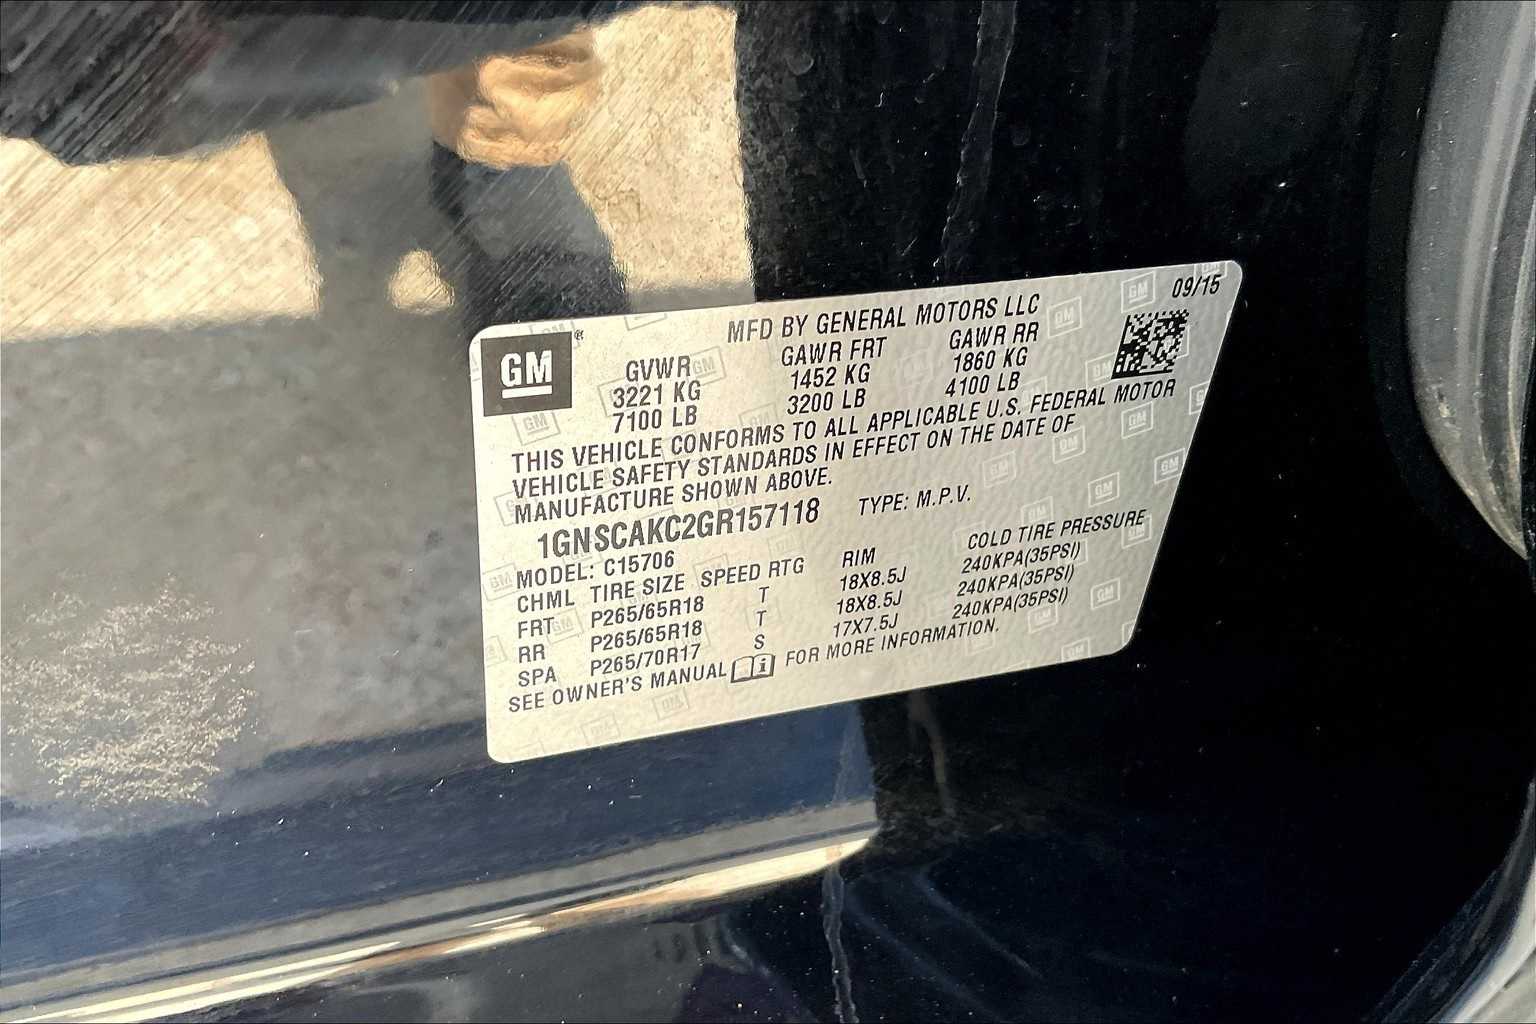 MFD BY GENERAL MOTORS LLC 09/15
GM
GVWR GAWR FRT GAWR RR
3221 KG 1452 KG 1860 KG
7100 LB 3200 LB 4100 LB
THIS VEHICLE CONFORMS TO ALL APPLICABLE U.S. FEDERAL MOTOR
VEHICLE SAFETY STANDARDS IN EFFECT ON THE DATE OF
MANUFACTURE SHOWN ABOVE.
1GNSCAKC2GR157118 TYPE: M.P.V.
MODEL: C15706
CHML TIRE SIZE SPEED RTG RIM COLD TIRE PRESSURE
FRT P265/65R18 T 18X8.5J 240KPA(35PSI)
RR P265/65R18 T 18X8.5J 240KPA(35PSI)
SPA P265/70R17 S 17X7.5J 240KPA(35PSI)
SEE OWNER'S MANUAL FOR MORE INFORMATION.